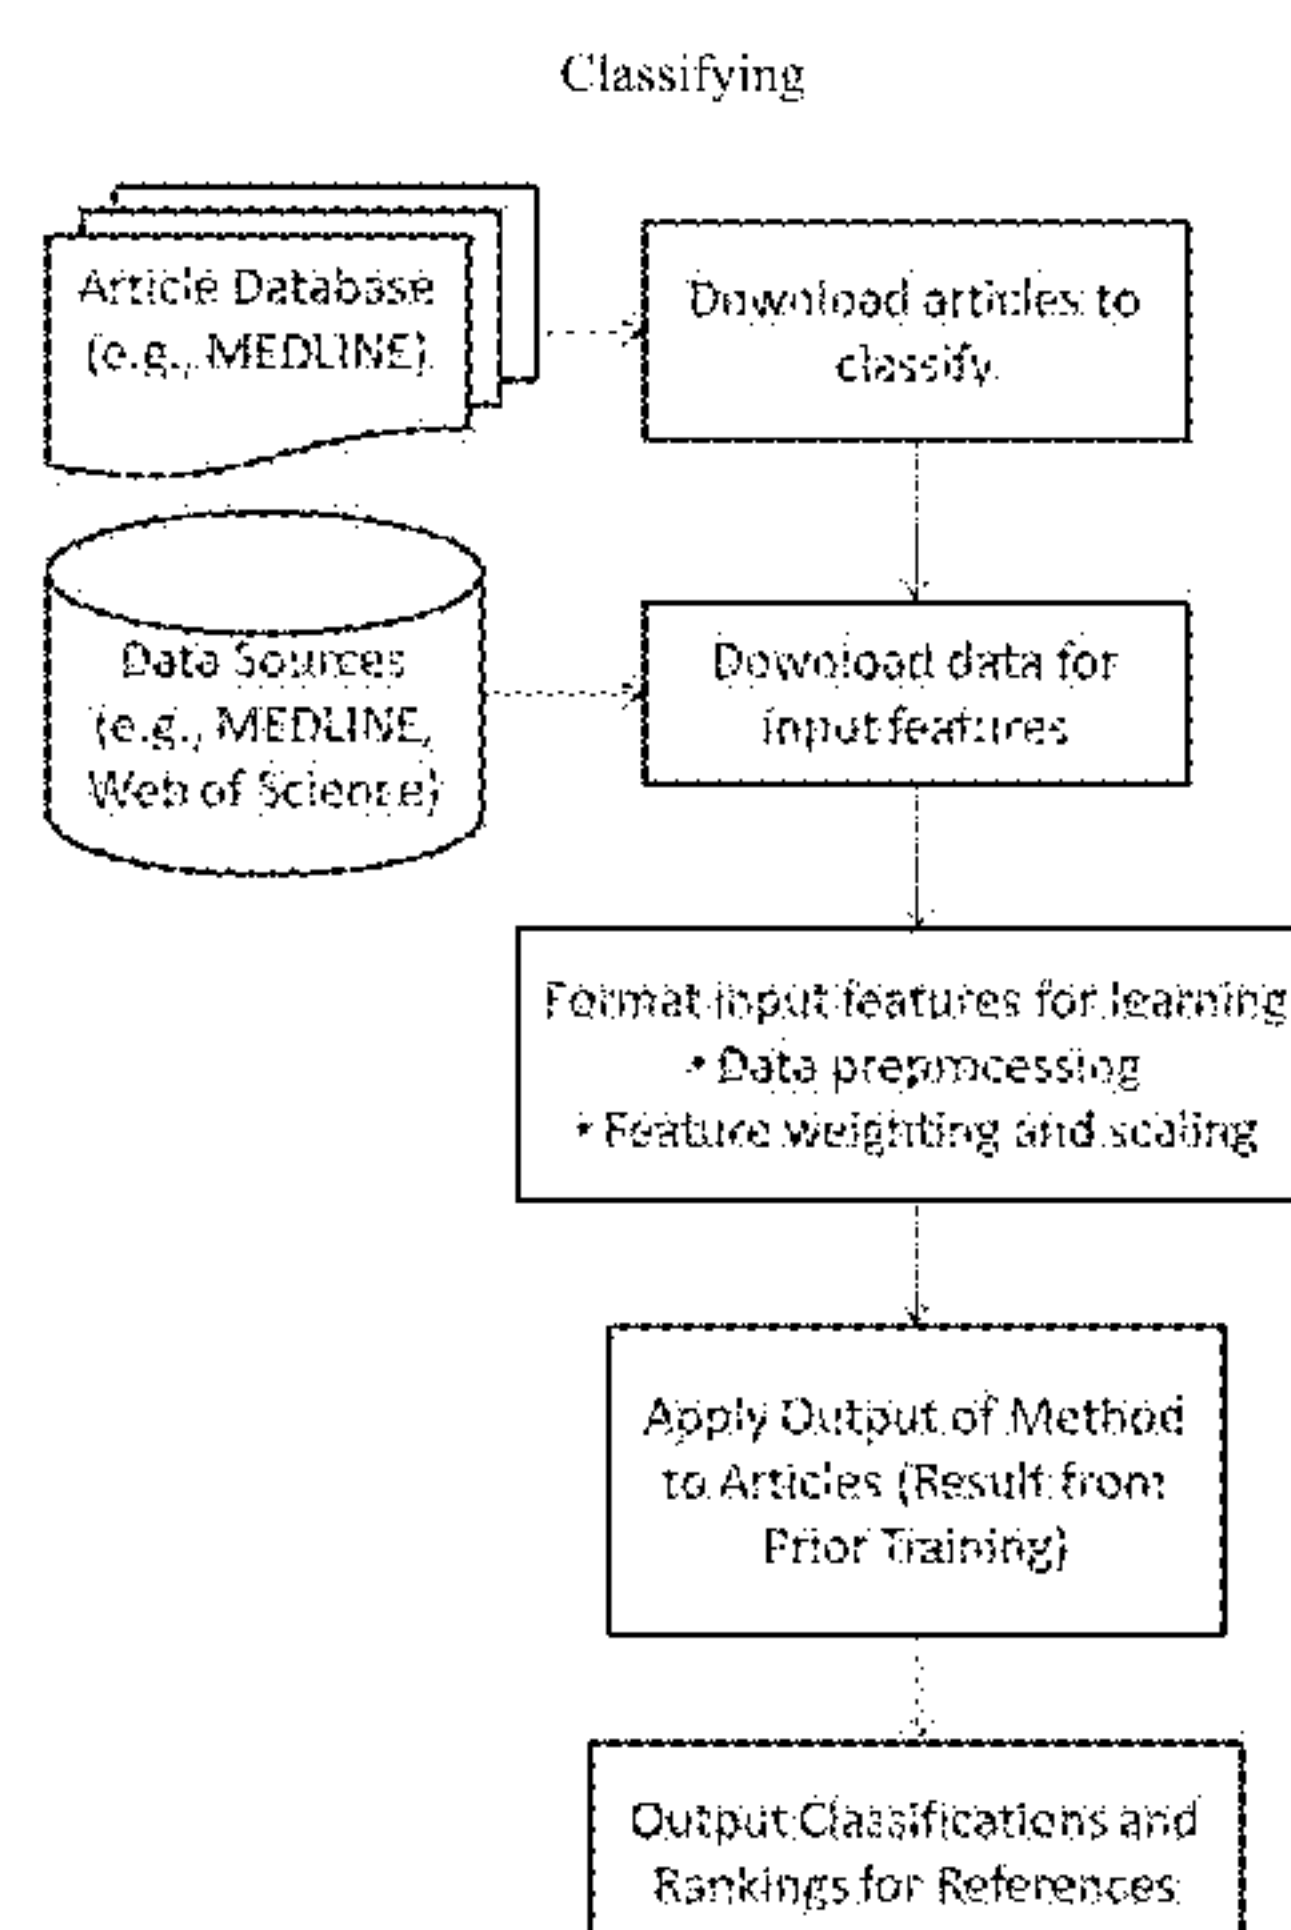 Classifying
Article Database
(e.g., MEDLINE)
Download articles to
classify
Data Sources
(e.g., MEDLINE,
Web of Science)
Download data for
input features
Format input features for learning
• Data preprocessing
• Feature weighting and scaling
Apply Output of Method
to Articles (Result from
Prior Training)
Output Classifications and
Rankings for References